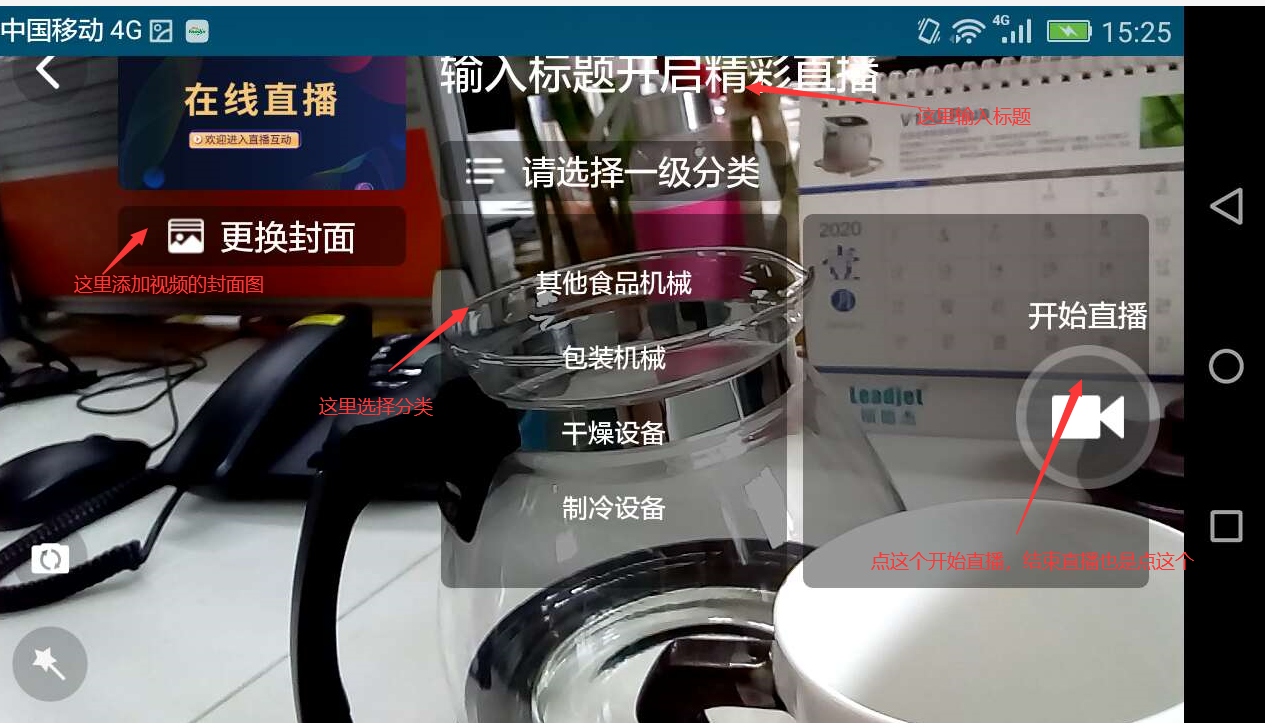 中国移动 4G
4G
15:25
输入标题开启精彩直播
在线直播
欢迎进入直播互动
这里输入标题
请选择一级分类
更换封面
这里添加视频的封面图
2020
其他食品机械
开始直播
包装机械
这里选择分类
Leadjet
干燥设备
制冷设备
点这个开始直播，结束直播也是点这个